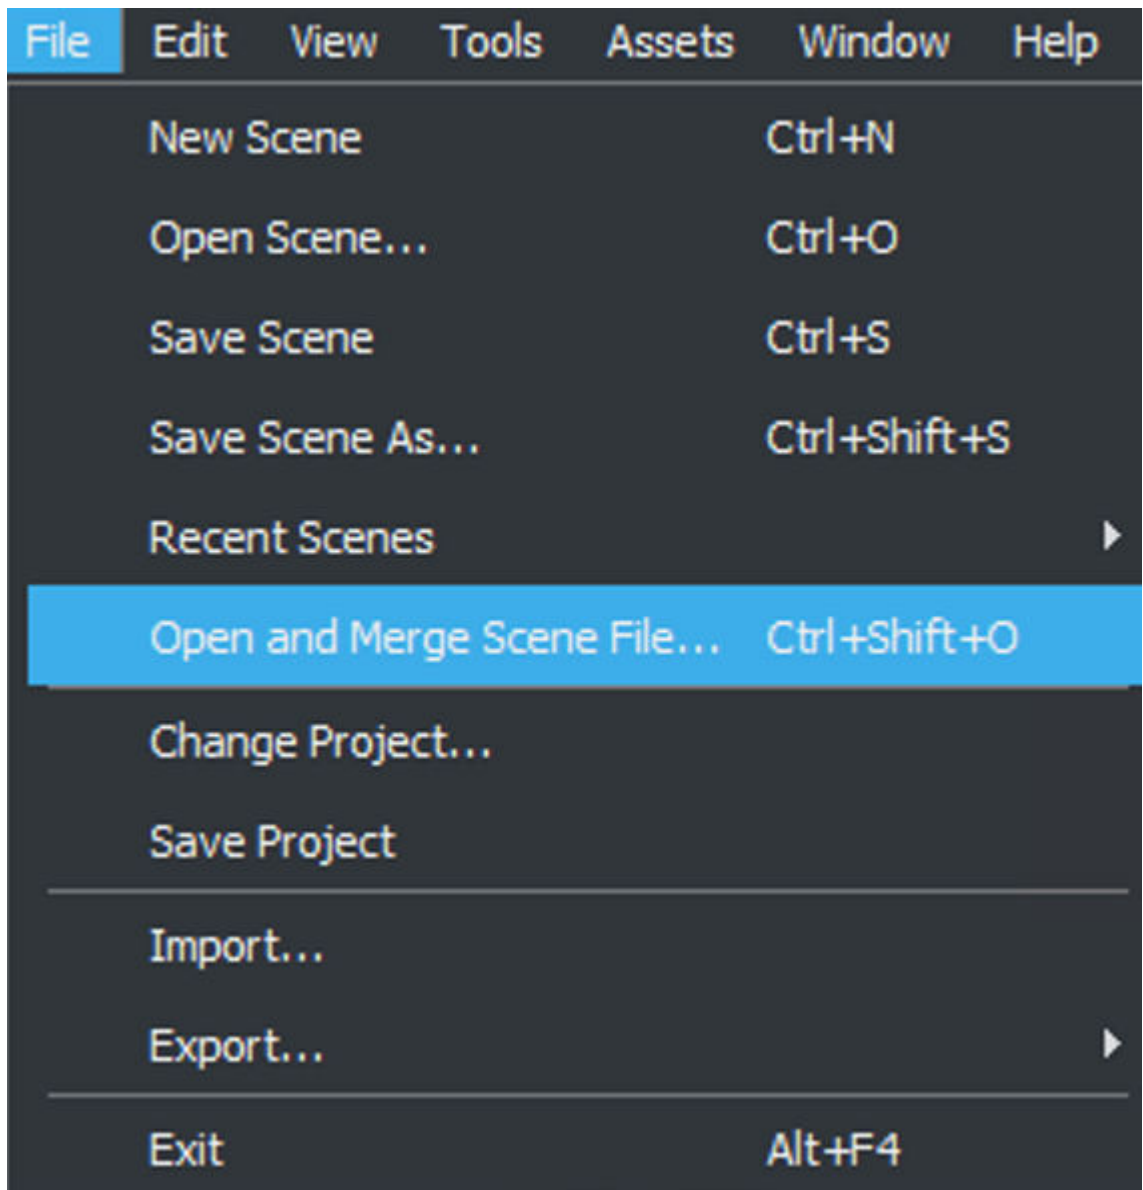 File Edit View Tools Assets Window Help
New Scene Ctrl+N
Open Scene... Ctrl+O
Save Scene Ctrl+S
Save Scene As... Ctrl+Shift+S
Recent Scenes
Open and Merge Scene File... Ctrl+Shift+O
Change Project...
Save Project
Import...
Export...
Exit Alt+F4